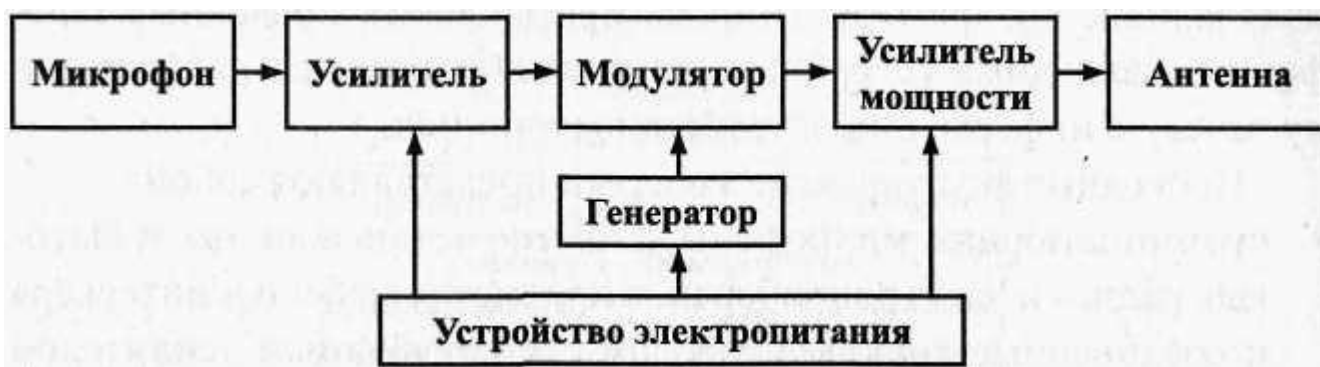 Микрофон
Усилитель
Модулятор
Усилитель
мощности
Антенна
Генератор
Устройство электропитания